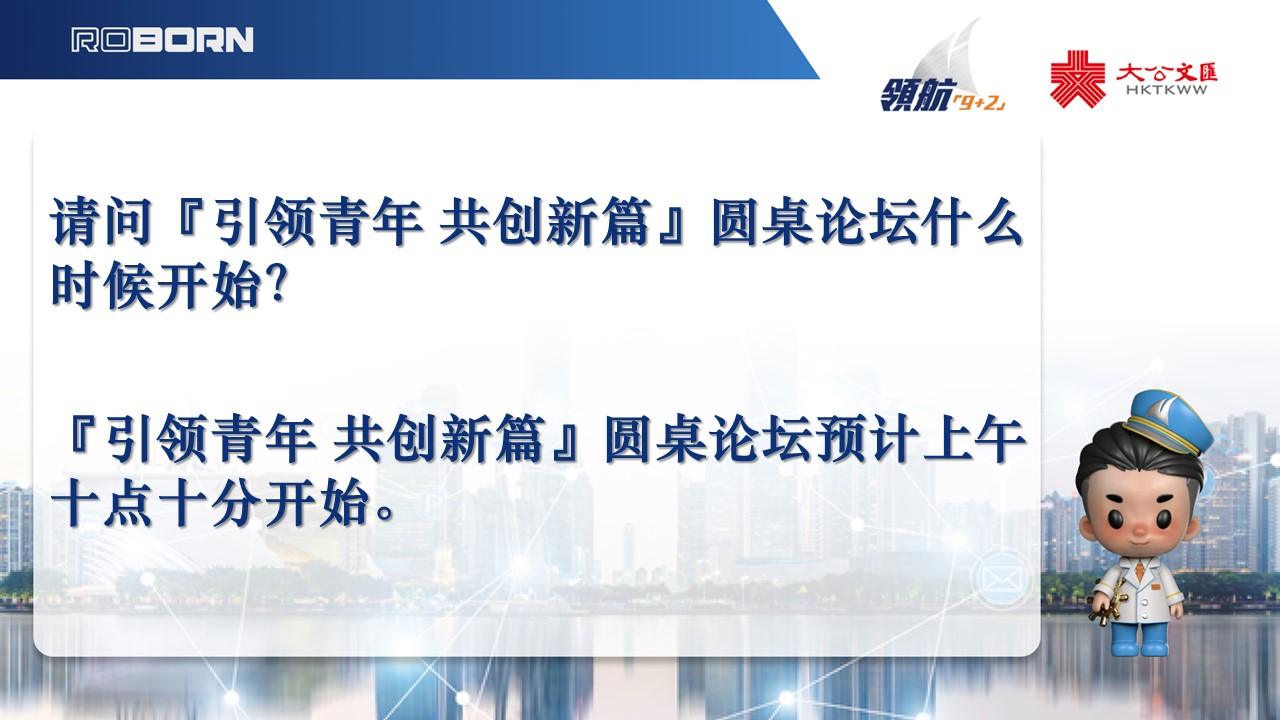 ROBORN
領航「9+2」
大公文匯
HKTKWW
请问『引领青年 共创新篇』圆桌论坛什么
时候开始?
『引领青年 共创新篇』圆桌论坛预计上午
十点十分开始。